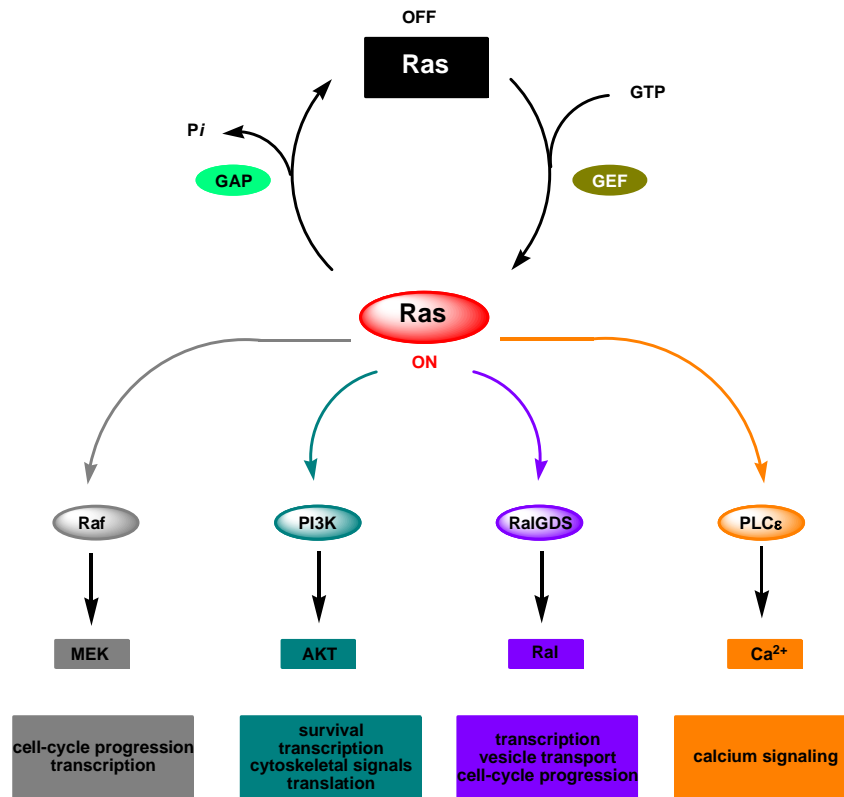 OFF
Ras
GTP
Pi
GAP
GEF
Ras
ON
Raf
PI3K
RalGDS
PLCε
MEK
AKT
Ral
Ca²⁺
cell-cycle progression
transcription
survival
transcription
cytoskeletal signals
translation
transcription
vesicle transport
cell-cycle progression
calcium signaling